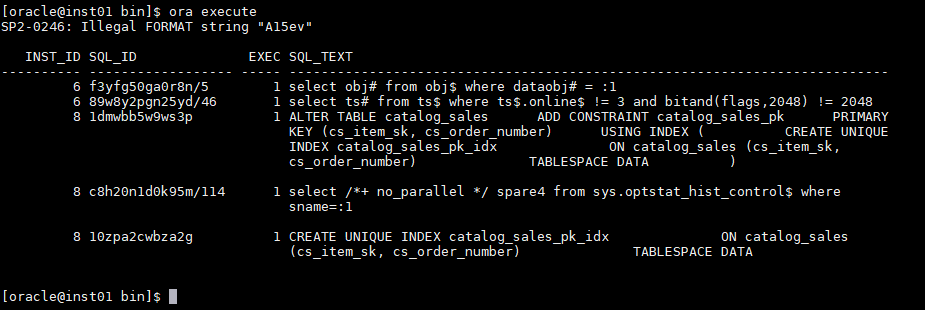 [oracle@inst01 bin]$ ora execute
SP2-0246: Illegal FORMAT string "A15ev"
   INST_ID SQL_ID              EXEC SQL_TEXT
---------- ------------------ ----- ---------------------------------------------------------------------------
         6 f3yfg50ga0r8n/5        1 select obj# from obj$ where dataobj# = :1
         6 89w8y2pgn25yd/46       1 select ts# from ts$ where ts$.online$ != 3 and bitand(flags,2048) != 2048
         8 1dmwbb5w9ws3p          1 ALTER TABLE catalog_sales      ADD CONSTRAINT catalog_sales_pk      PRIMARY
                                    KEY (cs_item_sk, cs_order_number)      USING INDEX (          CREATE UNIQUE
                                    INDEX catalog_sales_pk_idx              ON catalog_sales (cs_item_sk,
                                    cs_order_number)              TABLESPACE DATA          )
         8 c8h20n1d0k95m/114      1 select /*+ no_parallel */ spare4 from sys.optstat_hist_control$ where
                                    sname=:1
         8 10zpa2cwbza2g          1 CREATE UNIQUE INDEX catalog_sales_pk_idx              ON catalog_sales
                                    (cs_item_sk, cs_order_number)              TABLESPACE DATA
[oracle@inst01 bin]$